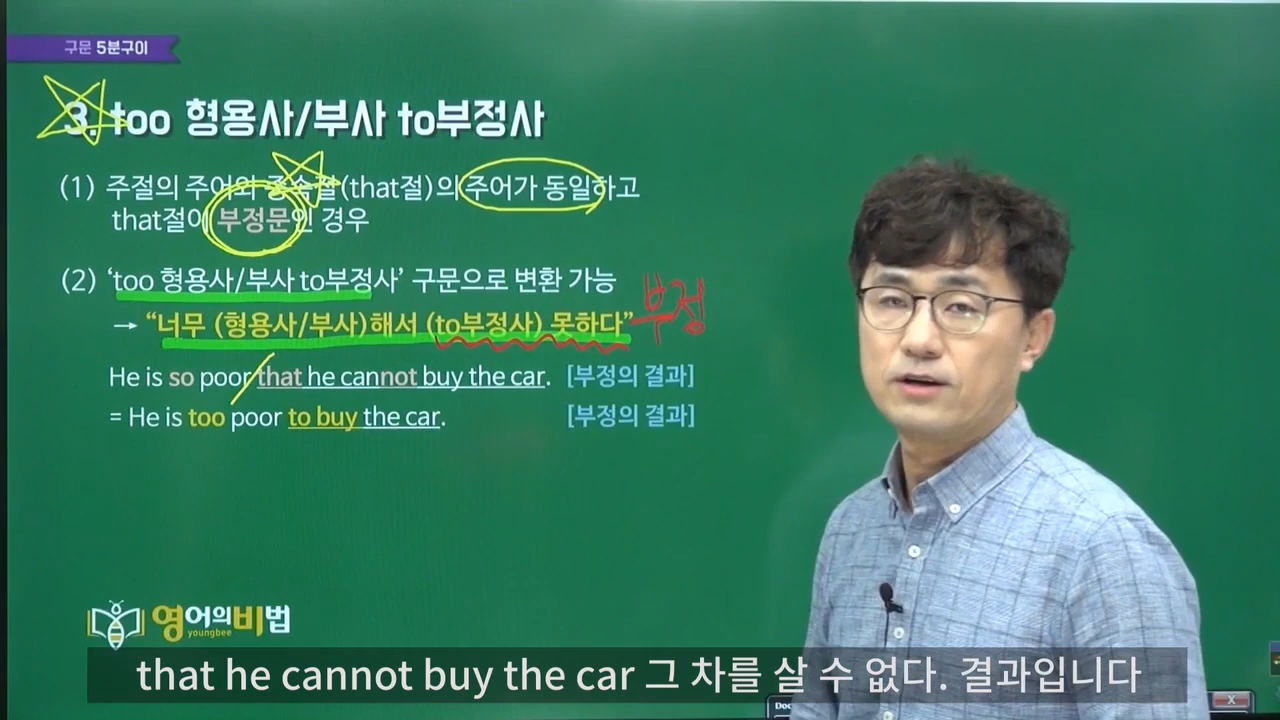 구문 5분구이
3. too 형용사/부사 to부정사
(1) 주절의 주어와 종속절(that절)의 주어가 동일하고
that절이 부정문인 경우
(2) ‘too 형용사/부사 to부정사’ 구문으로 변환 가능
→ “너무 (형용사/부사)해서 (to부정사) 못하다”
부정
He is so poor that he cannot buy the car. [부정의 결과]
= He is too poor to buy the car. [부정의 결과]
영어의비법
youngbee
that he cannot buy the car 그 차를 살 수 없다. 결과입니다
Doc
X